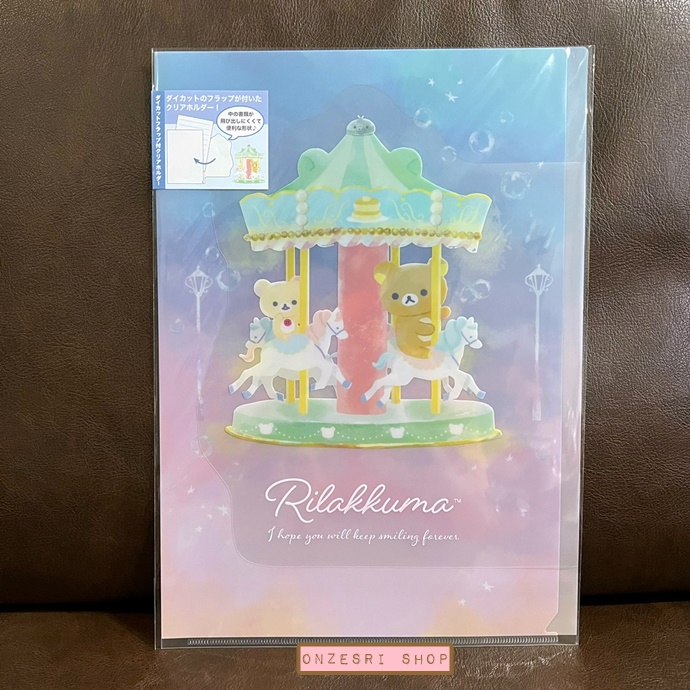 ダイカットのフラップが付いた
クリアホルダー！
中の書類が
飛び出しにくくて
便利な形状♪
ダイカットフラップ付クリアホルダー
Rilakkuma™
I hope you will keep smiling forever.
ONZESRI SHOP